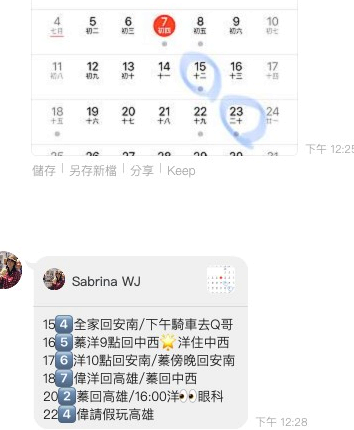 4 5 6 7 8 9 10
七月 初二 初三 初四 初五 初六 初七
11 12 13 14 15 16 17
初八 初九 初十 十一 十二 十三 十四
18 19 20 21 22 23 24
十五 十六 十七 十八 十九 二十 廿一
25 26 27 28 29 30 31
儲存 | 另存新檔 | 分享 | Keep
下午 12:25
Sabrina WJ
15 4 全家回安南/下午騎車去Q哥
16 5 蓁洋9點回中西🌟洋住中西
17 6 洋10點回安南/蓁傍晚回安南
18 7 偉洋回高雄/蓁回中西
20 2 蓁回高雄/16:00洋👀眼科
22 4 偉請假玩高雄
下午 12:28